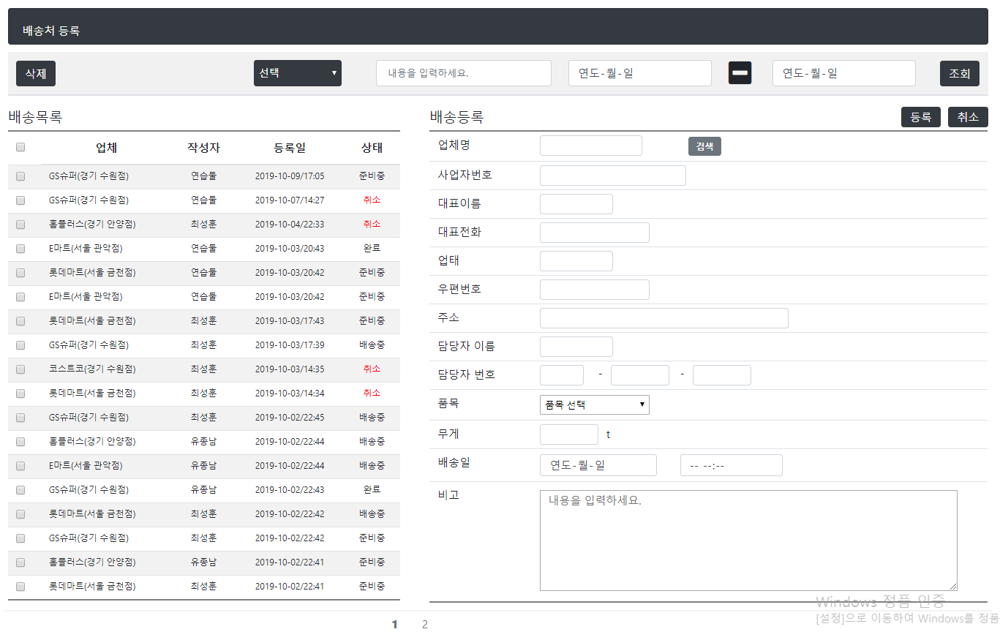 배송처 등록
삭제 선택 내용을 입력하세요. 연도-월-일 연도-월-일 조회
배송목록
업체 작성자 등록일 상태
GS슈퍼(경기 수원점) 연습둘 2019-10-09/17:05 준비중
GS슈퍼(경기 수원점) 연습둘 2019-10-07/14:27 취소
홈플러스(경기 안양점) 최성훈 2019-10-04/22:33 취소
E마트(서울 관악점) 연습둘 2019-10-03/20:43 완료
롯데마트(서울 금천점) 연습둘 2019-10-03/20:42 준비중
E마트(서울 관악점) 연습둘 2019-10-03/20:42 준비중
롯데마트(서울 금천점) 최성훈 2019-10-03/17:43 준비중
GS슈퍼(경기 수원점) 최성훈 2019-10-03/17:39 배송중
코스트코(경기 수원점) 최성훈 2019-10-03/14:35 취소
롯데마트(서울 금천점) 최성훈 2019-10-03/14:34 취소
GS슈퍼(경기 수원점) 최성훈 2019-10-02/22:45 배송중
홈플러스(경기 안양점) 유종남 2019-10-02/22:44 배송중
E마트(서울 관악점) 유종남 2019-10-02/22:44 배송중
GS슈퍼(경기 수원점) 유종남 2019-10-02/22:43 완료
롯데마트(서울 금천점) 최성훈 2019-10-02/22:42 배송중
GS슈퍼(경기 수원점) 최성훈 2019-10-02/22:42 준비중
홈플러스(경기 안양점) 유종남 2019-10-02/22:41 준비중
롯데마트(서울 금천점) 최성훈 2019-10-02/22:41 준비중
배송등록 등록 취소
업체명 검색
사업자번호
대표이름
대표전화
업태
우편번호
주소
담당자 이름
담당자 번호 - -
품목 품목 선택
무게 t
배송일 연도-월-일 -- --:--
비고 내용을 입력하세요.
Windows 정품 인증
[설정]으로 이동하여 Windows를 정품
1 2